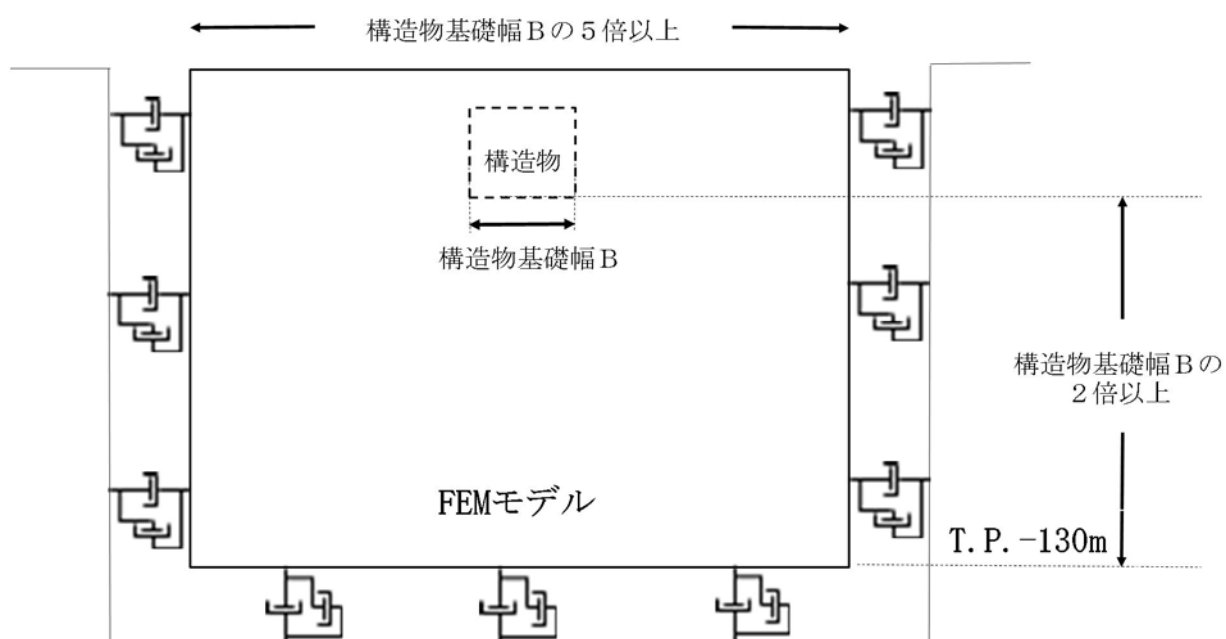 構造物基礎幅Ｂの５倍以上
構造物
構造物基礎幅Ｂ
構造物基礎幅Ｂの
２倍以上
FEMモデル
T.P.-130m